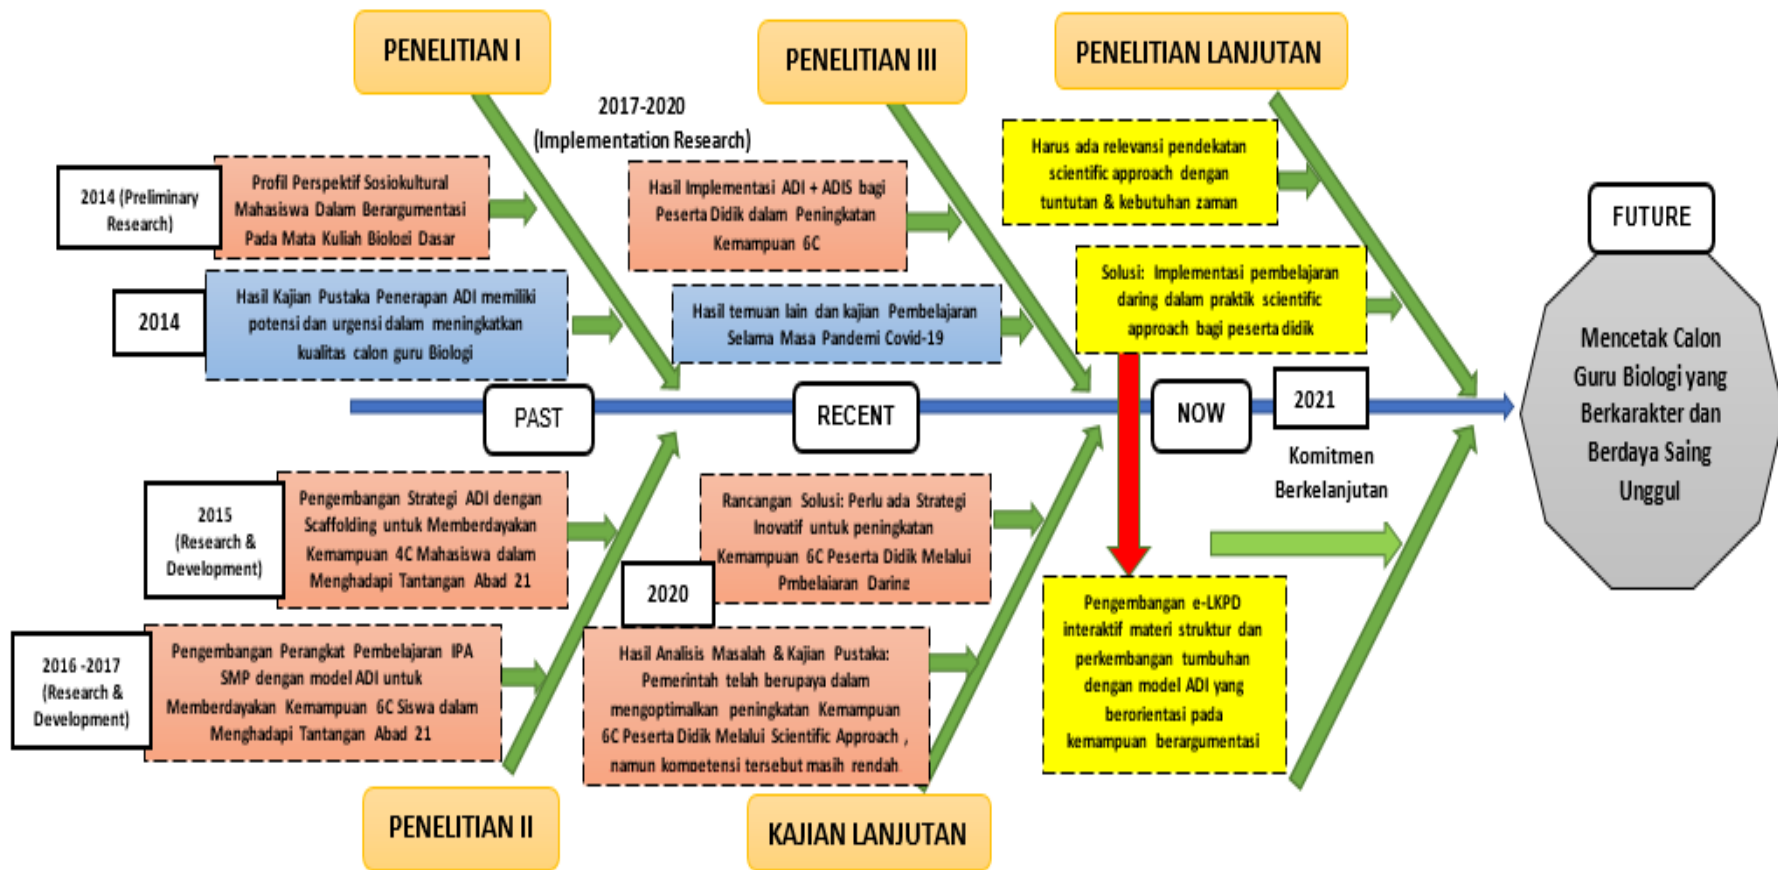 PENELITIAN I
2017-2020
(Implementation Research)
PENELITIAN III
PENELITIAN LANJUTAN
2014 (Preliminary
Research)
Profil Perspektif Sosiokultural
Mahasiswa Dalam Berargumentasi
Pada Mata Kuliah Biologi Dasar
Hasil Implementasi ADI + ADIS bagi
Peserta Didik dalam Peningkatan
Kemampuan 6C
Harus ada relevansi pendekatan
scientific approach dengan
tuntutan & kebutuhan zaman
2014
Hasil Kajian Pustaka Penerapan ADI memiliki
potensi dan urgensi dalam meningkatkan
kualitas calon guru Biologi
Hasil temuan lain dan kajian Pembelajaran
Selama Masa Pandemi Covid-19
Solusi: Implementasi pembelajaran
daring dalam praktik scientific
approach bagi peserta didik
FUTURE
Mencetak Calon
Guru Biologi yang
Berkarakter dan
Berdaya Saing
Unggul
PAST
RECENT
NOW
2021
Komitmen
Berkelanjutan
2015
(Research &
Development)
Pengembangan Strategi ADI dengan
Scaffolding untuk Memberdayakan
Kemampuan 4C Mahasiswa dalam
Menghadapi Tantangan Abad 21
Rancangan Solusi: Perlu ada Strategi
Inovatif untuk peningkatan
Kemampuan 6C Peserta Didik Melalui
Pmbelajaran Daring
2016 -2017
(Research &
Development)
Pengembangan Perangkat Pembelajaran IPA
SMP dengan model ADI untuk
Memberdayakan Kemampuan 6C Siswa dalam
Menghadapi Tantangan Abad 21
2020
Hasil Analisis Masalah & Kajian Pustaka:
Pemerintah telah berupaya dalam
mengoptimalkan peningkatan Kemampuan
6C Peserta Didik Melalui Scientific Approach ,
namun kompetensi tersebut masih rendah.
Pengembangan e-LKPD
interaktif materi struktur dan
perkembangan tumbuhan
dengan model ADI yang
berorientasi pada
kemampuan berargumentasi
PENELITIAN II
KAJIAN LANJUTAN